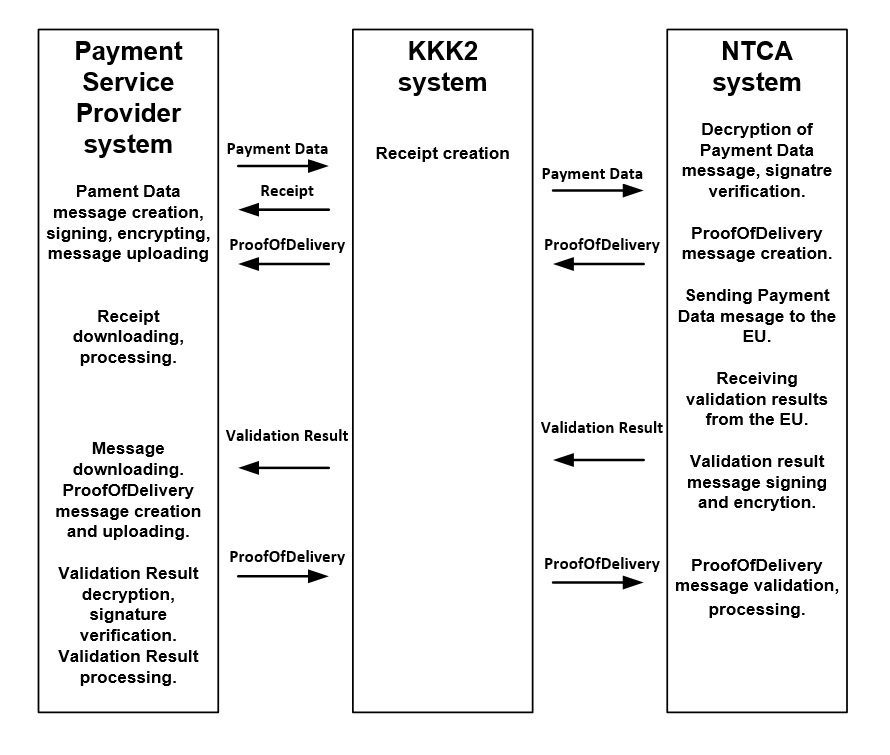 Payment
Service
Provider
system
Pament Data
message creation,
signing, encrypting,
message uploading
Receipt
downloading,
processing.
Message
downloading.
ProofOfDelivery
message creation
and uploading.
Validation Result
decryption,
signature
verification.
Validation Result
processing.
Payment Data
Receipt
ProofOfDelivery
Validation Result
ProofOfDelivery
KKK2
system
Receipt creation
Payment Data
ProofOfDelivery
Validation Result
ProofOfDelivery
NTCA
system
Decryption of
Payment Data
message, signatre
verification.
ProofOfDelivery
message creation.
Sending Payment
Data mesage to the
EU.
Receiving
validation results
from the EU.
Validation result
message signing
and encrytion.
ProofOfDelivery
message validation,
processing.